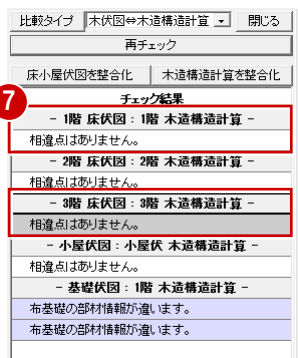 比較タイプ 木伏図⇔木造構造計算 閉じる
再チェック
床小屋伏図を整合化 木造構造計算を整合化
チェック結果
7
- 1階 床伏図：1階 木造構造計算 -
相違点はありません。
- 2階 床伏図：2階 木造構造計算 -
相違点はありません。
- 3階 床伏図：3階 木造構造計算 -
相違点はありません。
- 小屋伏図：小屋伏 木造構造計算 -
相違点はありません。
- 基礎伏図：1階 木造構造計算 -
布基礎の部材情報が違います。
布基礎の部材情報が違います。